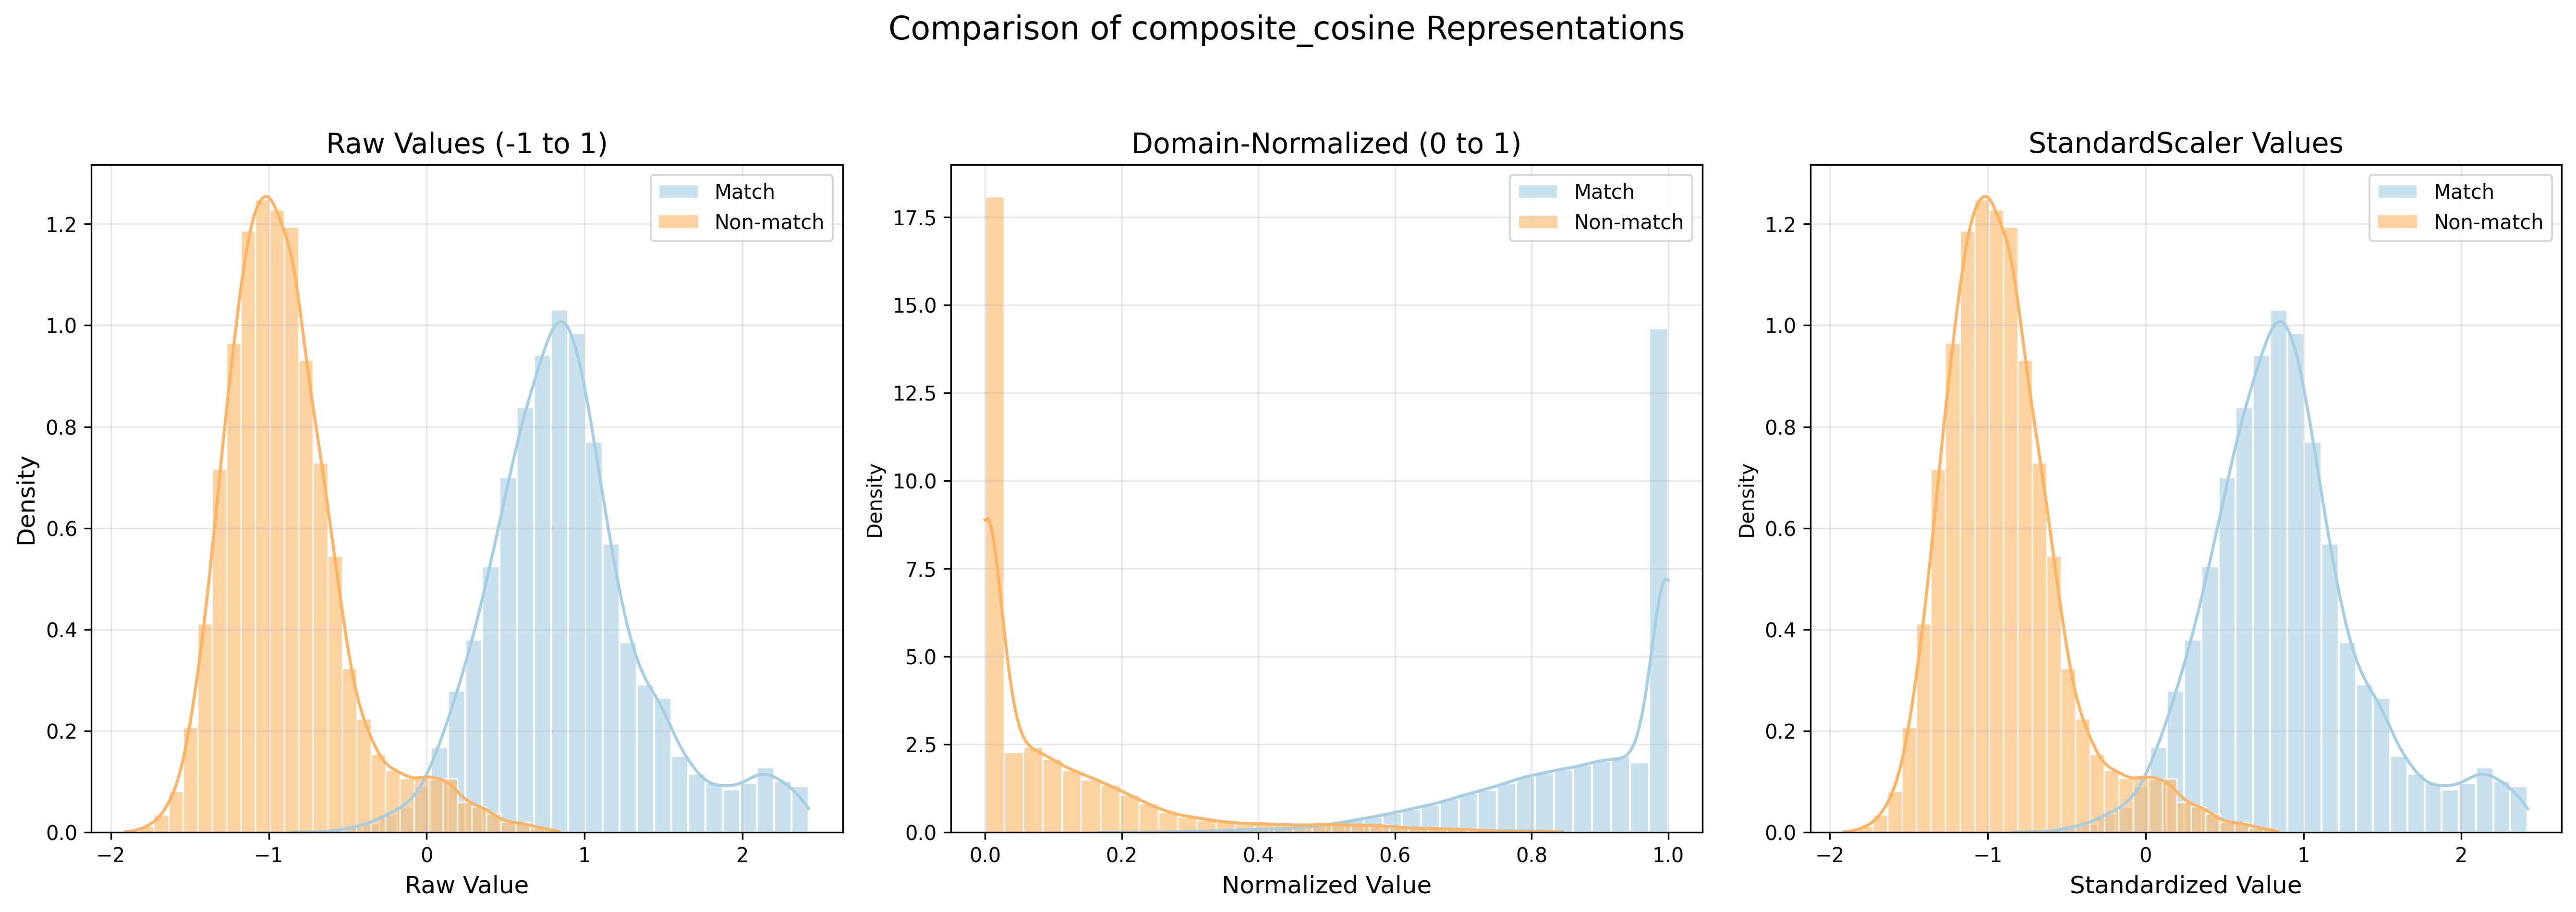 Comparison of composite_cosine Representations
Raw Values (-1 to 1)
Match
Non-match
Density
0.0
0.2
0.4
0.6
0.8
1.0
1.2
−2
−1
0
1
2
Raw Value
Domain-Normalized (0 to 1)
Match
Non-match
Density
0.0
2.5
5.0
7.5
10.0
12.5
15.0
17.5
0.0
0.2
0.4
0.6
0.8
1.0
Normalized Value
StandardScaler Values
Match
Non-match
Density
0.0
0.2
0.4
0.6
0.8
1.0
1.2
−2
−1
0
1
2
Standardized Value